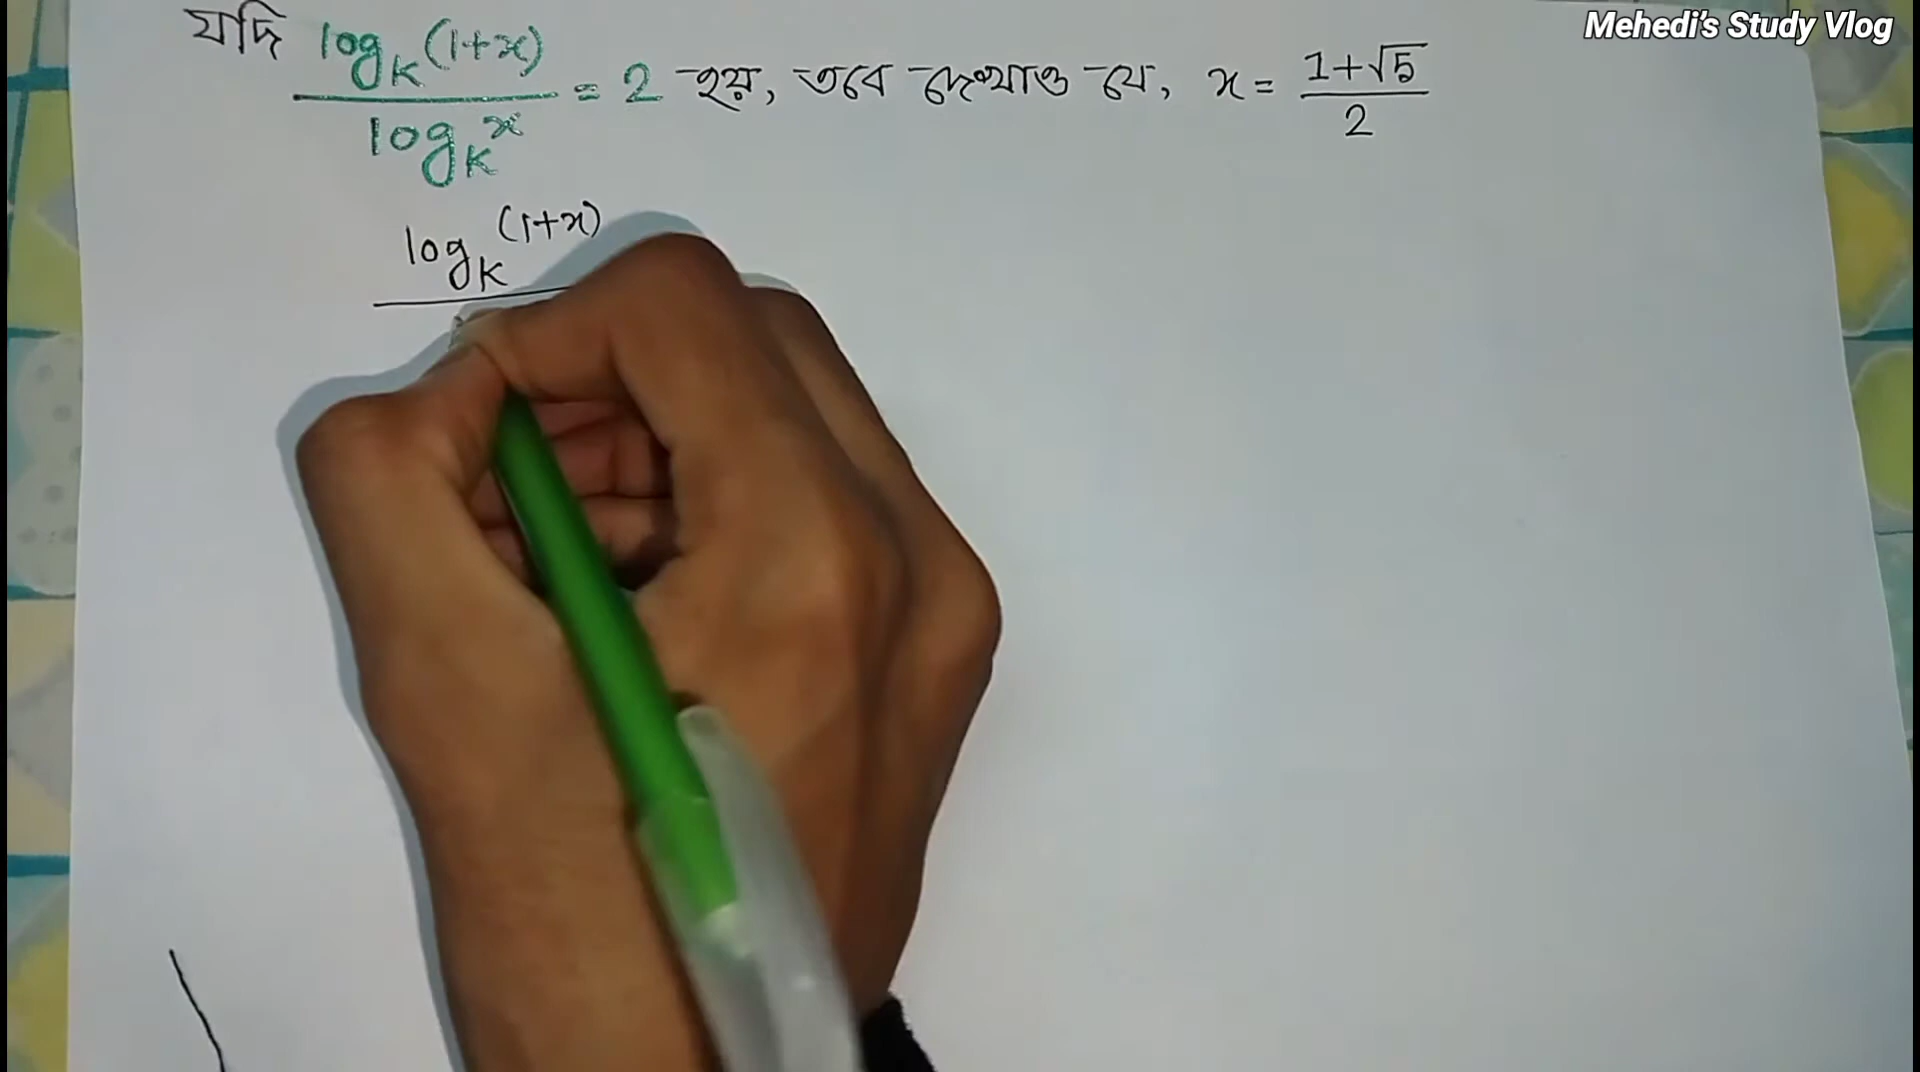 Mehedi's Study Vlog
যদি log_k(1+x) / log_k x = 2 হয়, তবে দেখাও যে, x = (1+√5) / 2
log_k (1+x)